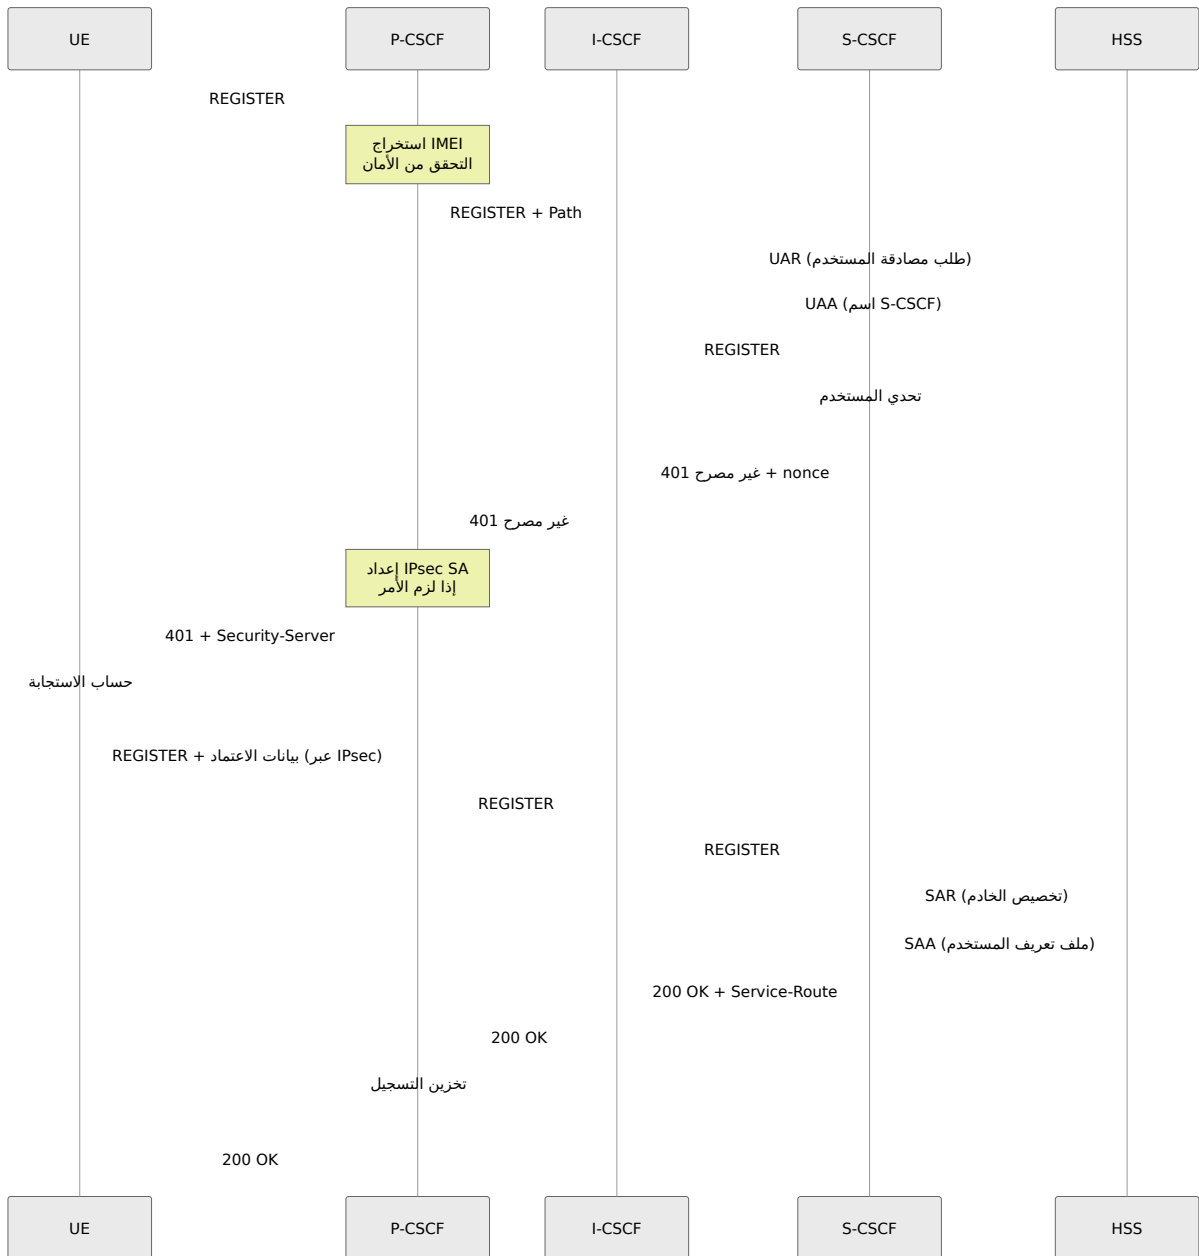 UE
P-CSCF
I-CSCF
S-CSCF
HSS
REGISTER
استخراج IMEI
التحقق من الأمان
REGISTER + Path
UAR (طلب مصادقة المستخدم)
UAA (اسم S-CSCF)
REGISTER
تحدي المستخدم
401 غير مصرح + nonce
401 غير مصرح
إعداد IPsec SA
إذا لزم الأمر
401 + Security-Server
حساب الاستجابة
REGISTER + بيانات الاعتماد (عبر IPsec)
REGISTER
REGISTER
SAR (تخصيص الخادم)
SAA (ملف تعريف المستخدم)
200 OK + Service-Route
200 OK
تخزين التسجيل
200 OK
UE
P-CSCF
I-CSCF
S-CSCF
HSS